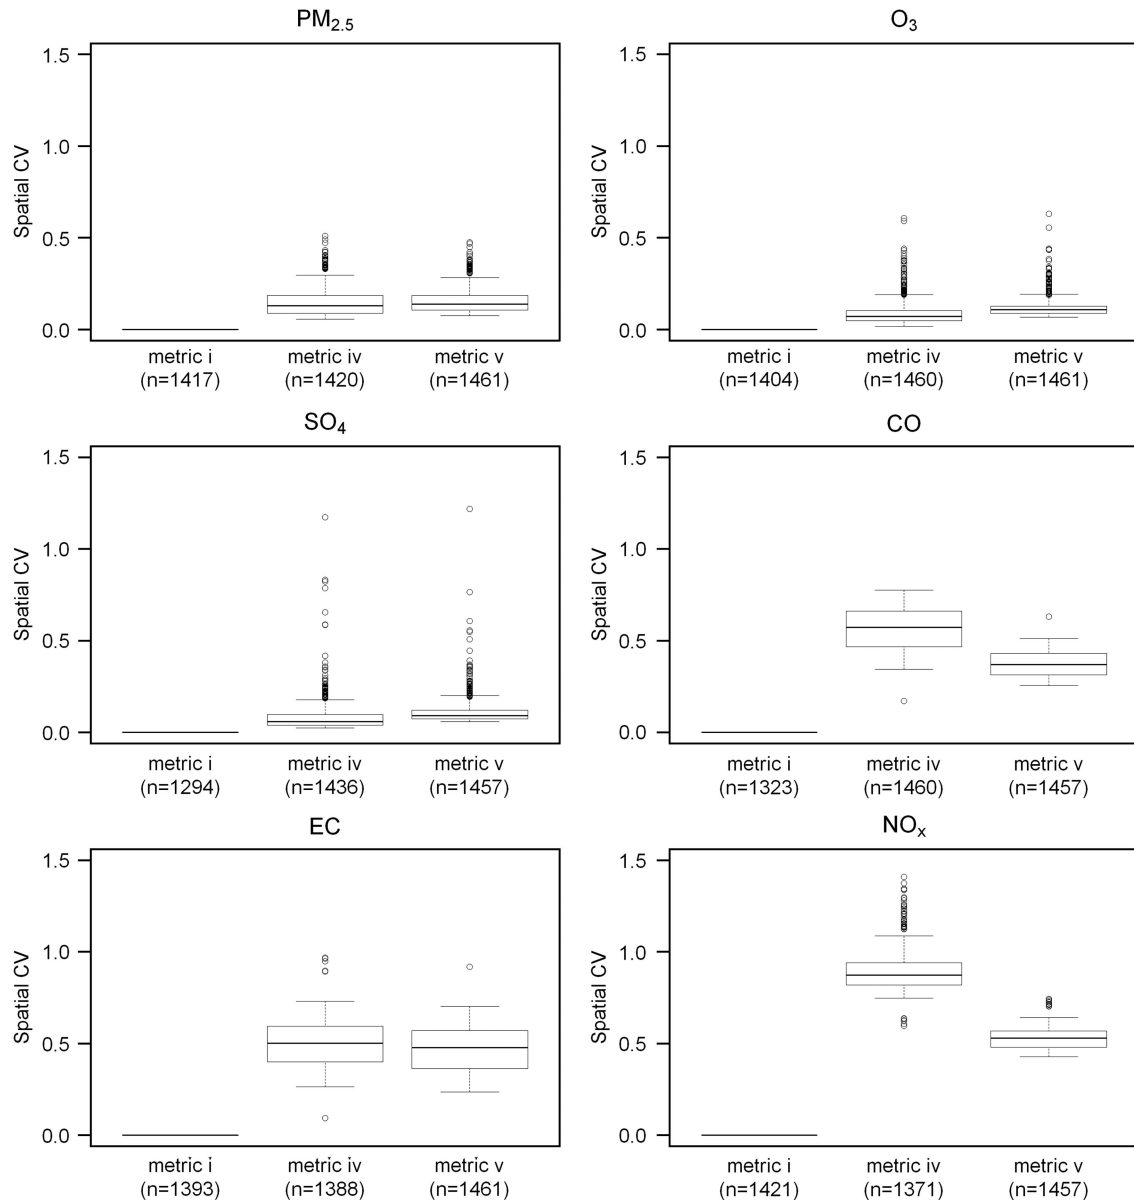 PM2.5
O3
1.5
1.0
0.5
0.0
Spatial CV
metric i metric iv metric v
(n=1417) (n=1420) (n=1461)
1.5
1.0
0.5
0.0
Spatial CV
metric i metric iv metric v
(n=1404) (n=1460) (n=1461)
SO4
CO
1.5
1.0
0.5
0.0
Spatial CV
metric i metric iv metric v
(n=1294) (n=1436) (n=1457)
1.5
1.0
0.5
0.0
Spatial CV
metric i metric iv metric v
(n=1323) (n=1460) (n=1457)
EC
NOx
1.5
1.0
0.5
0.0
Spatial CV
metric i metric iv metric v
(n=1393) (n=1388) (n=1461)
1.5
1.0
0.5
0.0
Spatial CV
metric i metric iv metric v
(n=1421) (n=1371) (n=1457)